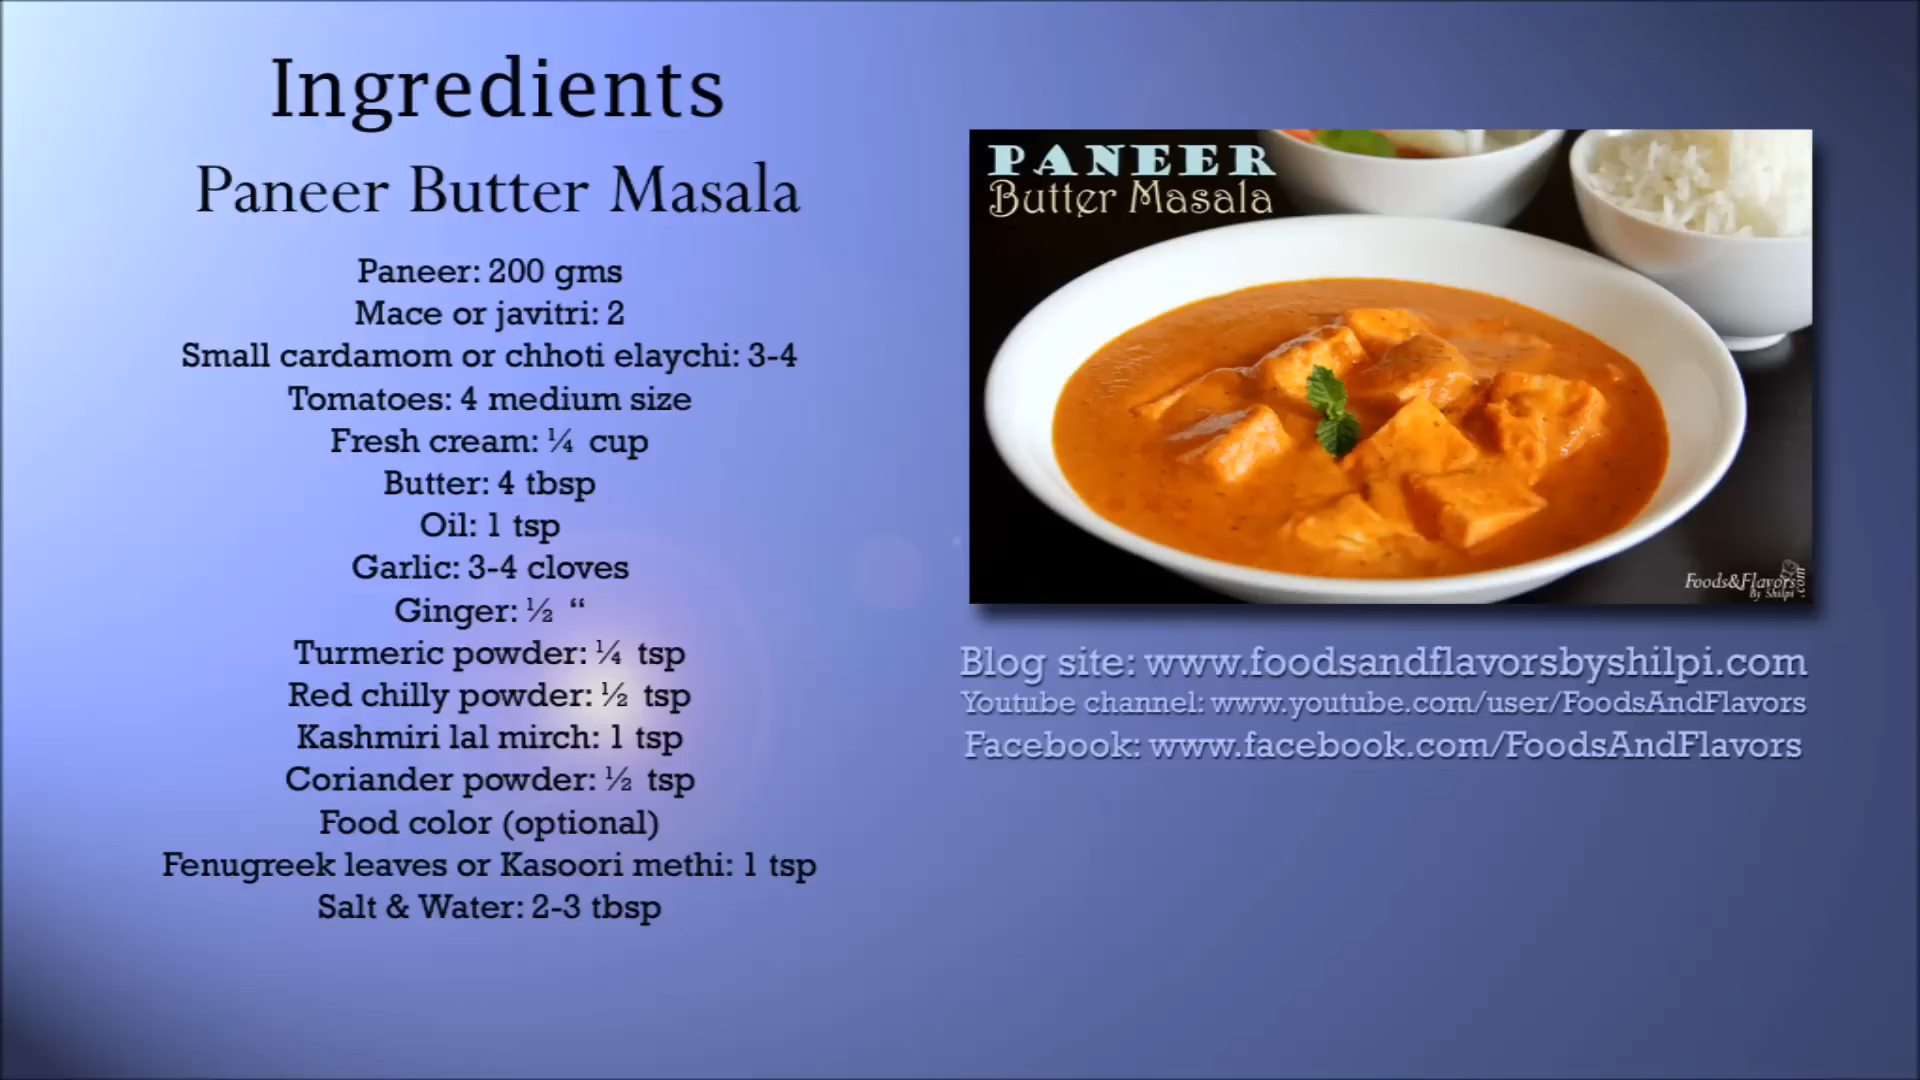 Ingredients
Paneer Butter Masala
Paneer: 200 gms
Mace or javitri: 2
Small cardamom or chhoti elaychi: 3-4
Tomatoes: 4 medium size
Fresh cream: ¼ cup
Butter: 4 tbsp
Oil: 1 tsp
Garlic: 3-4 cloves
Ginger: ½ “
Turmeric powder: ¼ tsp
Red chilly powder: ½ tsp
Kashmiri lal mirch: 1 tsp
Coriander powder: ½ tsp
Food color (optional)
Fenugreek leaves or Kasoori methi: 1 tsp
Salt & Water: 2-3 tbsp
PANEER
Butter Masala
Foods&Flavors
By Shilpi
.com
Blog site: www.foodsandflavorsbyshilpi.com
Youtube channel: www.youtube.com/user/FoodsAndFlavors
Facebook: www.facebook.com/FoodsAndFlavors